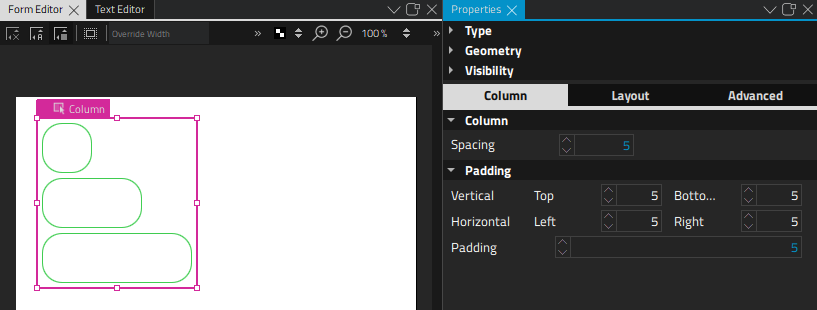 Form Editor
Text Editor
Override Width
»
100 %
»
Column
Properties
Type
Geometry
Visibility
Column
Layout
Advanced
Column
Spacing 5
Padding
Vertical Top 5 Botto... 5
Horizontal Left 5 Right 5
Padding 5